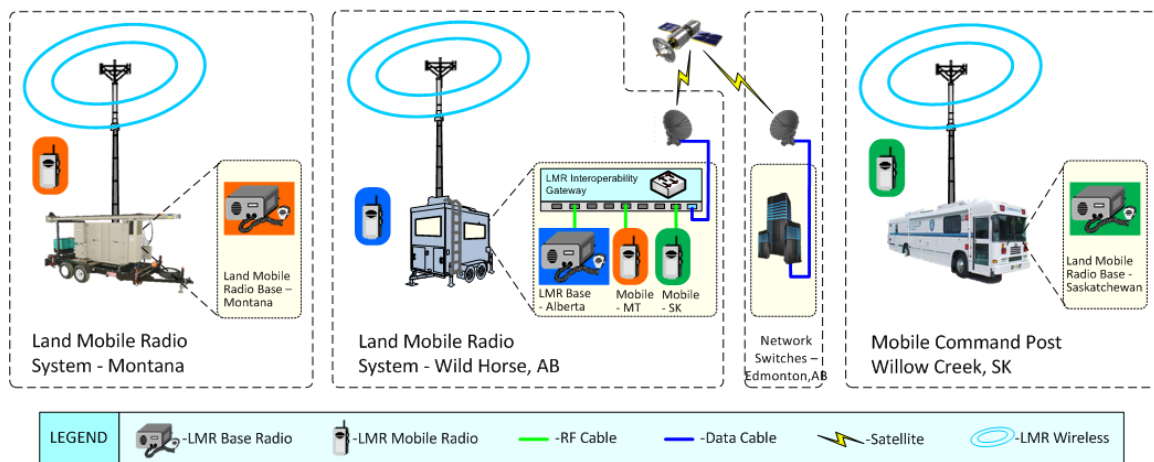 LMR Interoperability
Gateway
Land Mobile
Radio Base –
Montana
LMR Base
- Alberta
Mobile
- MT
Mobile
- SK
Land Mobile
Radio Base -
Saskatchewan
Land Mobile Radio
System - Montana
Land Mobile Radio
System - Wild Horse, AB
Network
Switches –
Edmonton,AB
Mobile Command Post
Willow Creek, SK
LEGEND
-LMR Base Radio
-LMR Mobile Radio
-RF Cable
-Data Cable
-Satellite
-LMR Wireless